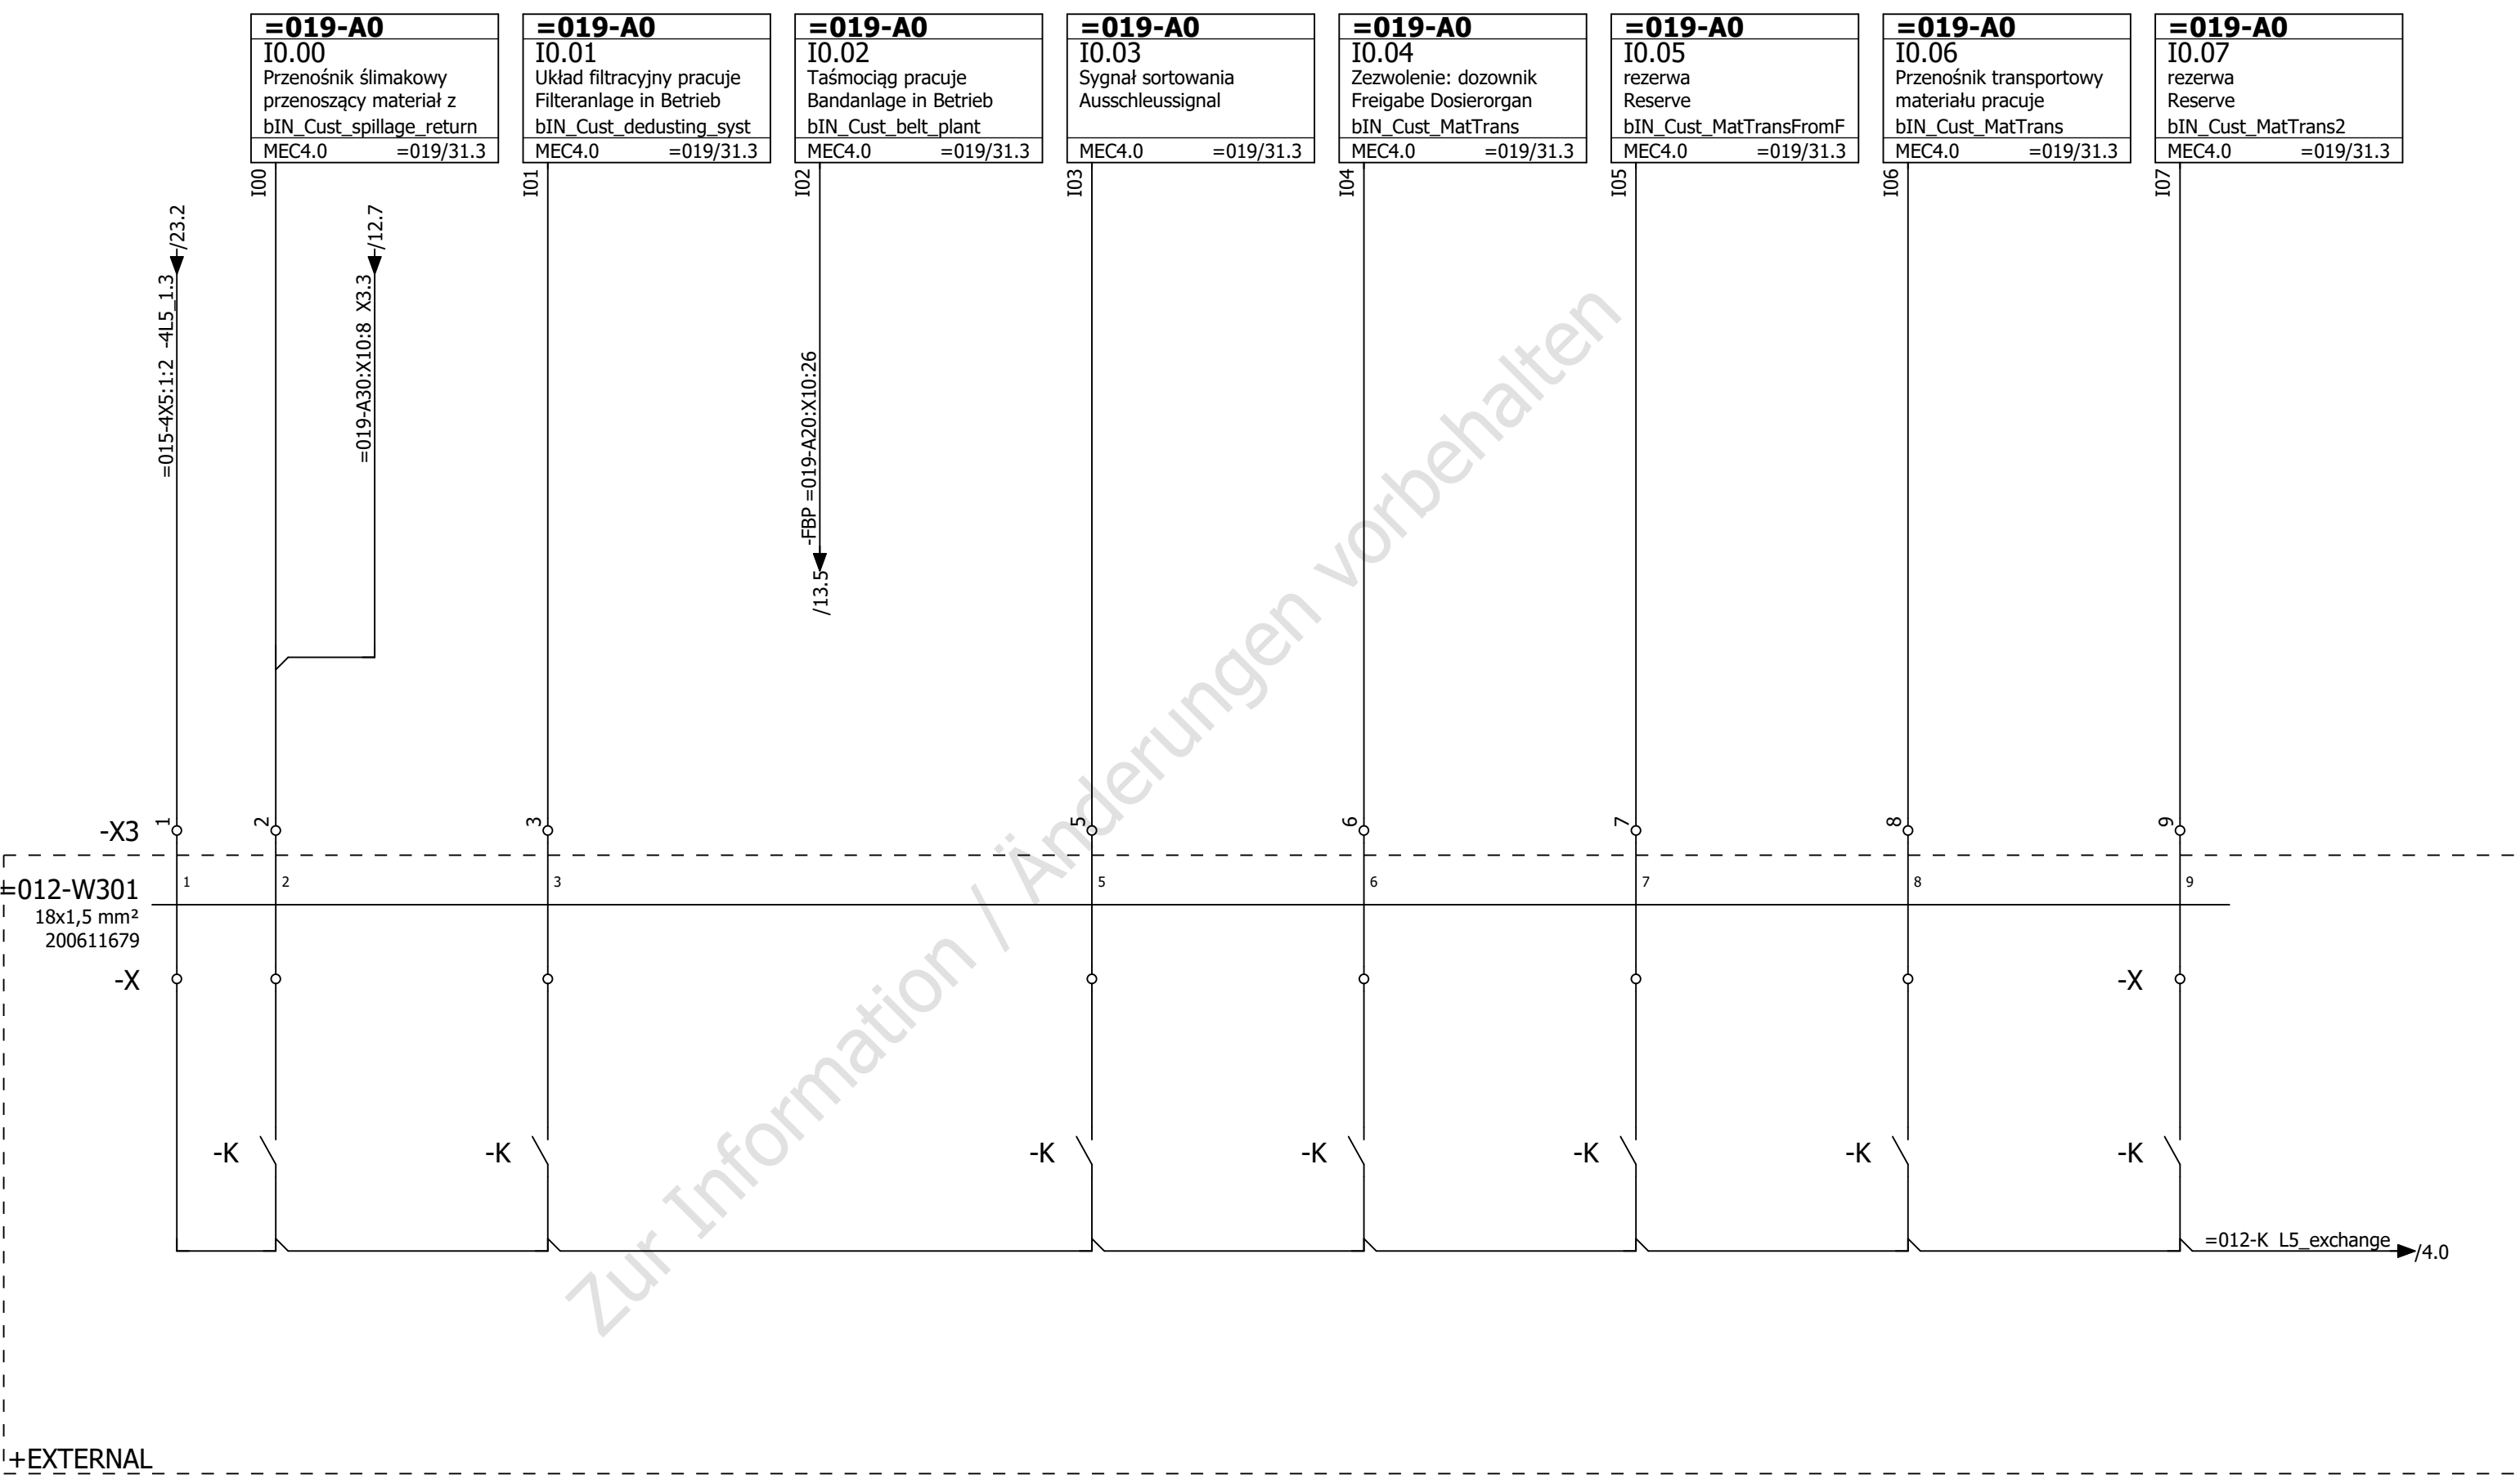 =019-A0
I0.00
Przenośnik ślimakowy
przenoszący materiał z
bIN_Cust_spillage_return
MEC4.0 =019/31.3
=019-A0
I0.01
Układ filtracyjny pracuje
Filteranlage in Betrieb
bIN_Cust_dedusting_syst
MEC4.0 =019/31.3
=019-A0
I0.02
Taśmociąg pracuje
Bandanlage in Betrieb
bIN_Cust_belt_plant
MEC4.0 =019/31.3
=019-A0
I0.03
Sygnał sortowania
Ausschleussignal
MEC4.0 =019/31.3
=019-A0
I0.04
Zezwolenie: dozownik
Freigabe Dosierorgan
bIN_Cust_MatTrans
MEC4.0 =019/31.3
=019-A0
I0.05
rezerwa
Reserve
bIN_Cust_MatTransFromF
MEC4.0 =019/31.3
=019-A0
I0.06
Przenośnik transportowy
materiału pracuje
bIN_Cust_MatTrans
MEC4.0 =019/31.3
=019-A0
I0.07
rezerwa
Reserve
bIN_Cust_MatTrans2
MEC4.0 =019/31.3
I00
I01
I02
I03
I04
I05
I06
I07
/23.2
=015-4X5:1:2 -4L5_1.3
/12.7
=019-A30:X10:8 X3.3
-FBP =019-A20:X10:26
/13.5
Zur Information / Änderungen vorbehalten
-X3
1
2
3
5
6
7
8
9
=012-W301
18x1,5 mm²
200611679
1
2
3
5
6
7
8
9
-X
-X
-K
-K
-K
-K
-K
-K
-K
=012-K L5_exchange
/4.0
+EXTERNAL